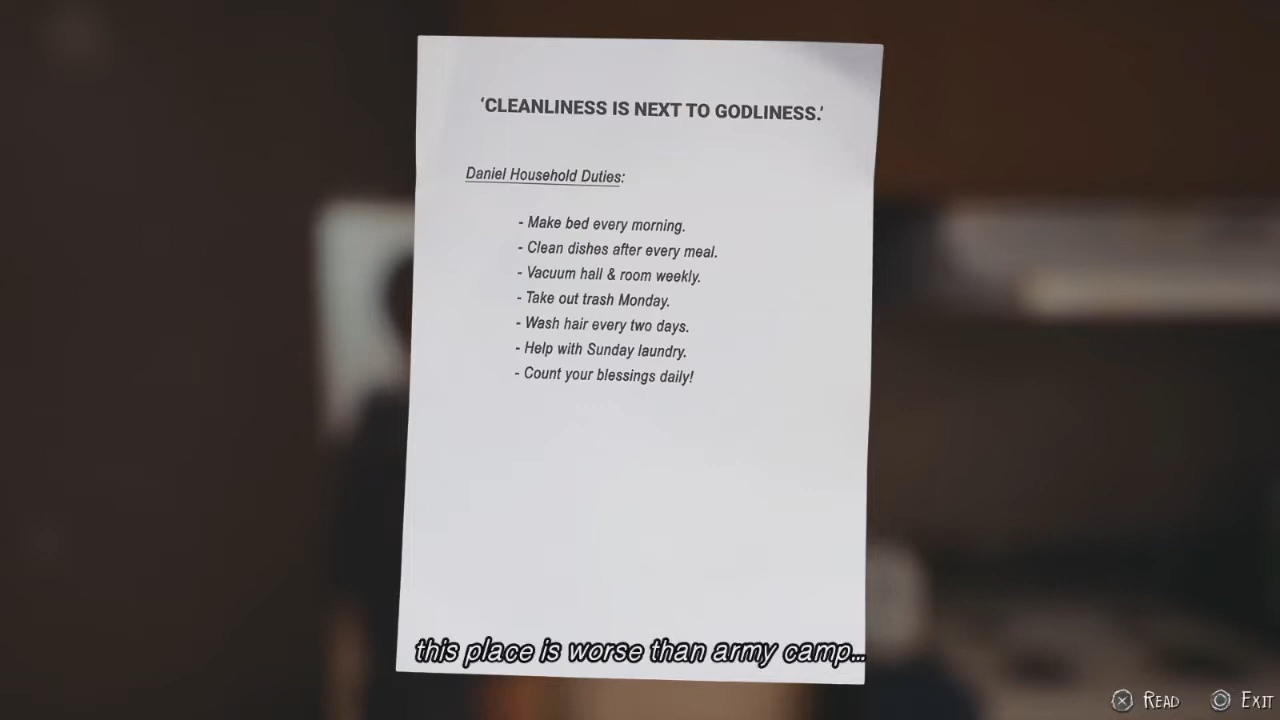 ‘CLEANLINESS IS NEXT TO GODLINESS.’
Daniel Household Duties:
- Make bed every morning.
- Clean dishes after every meal.
- Vacuum hall & room weekly.
- Take out trash Monday.
- Wash hair every two days.
- Help with Sunday laundry.
- Count your blessings daily!
this place is worse than army camp...
READ EXIT